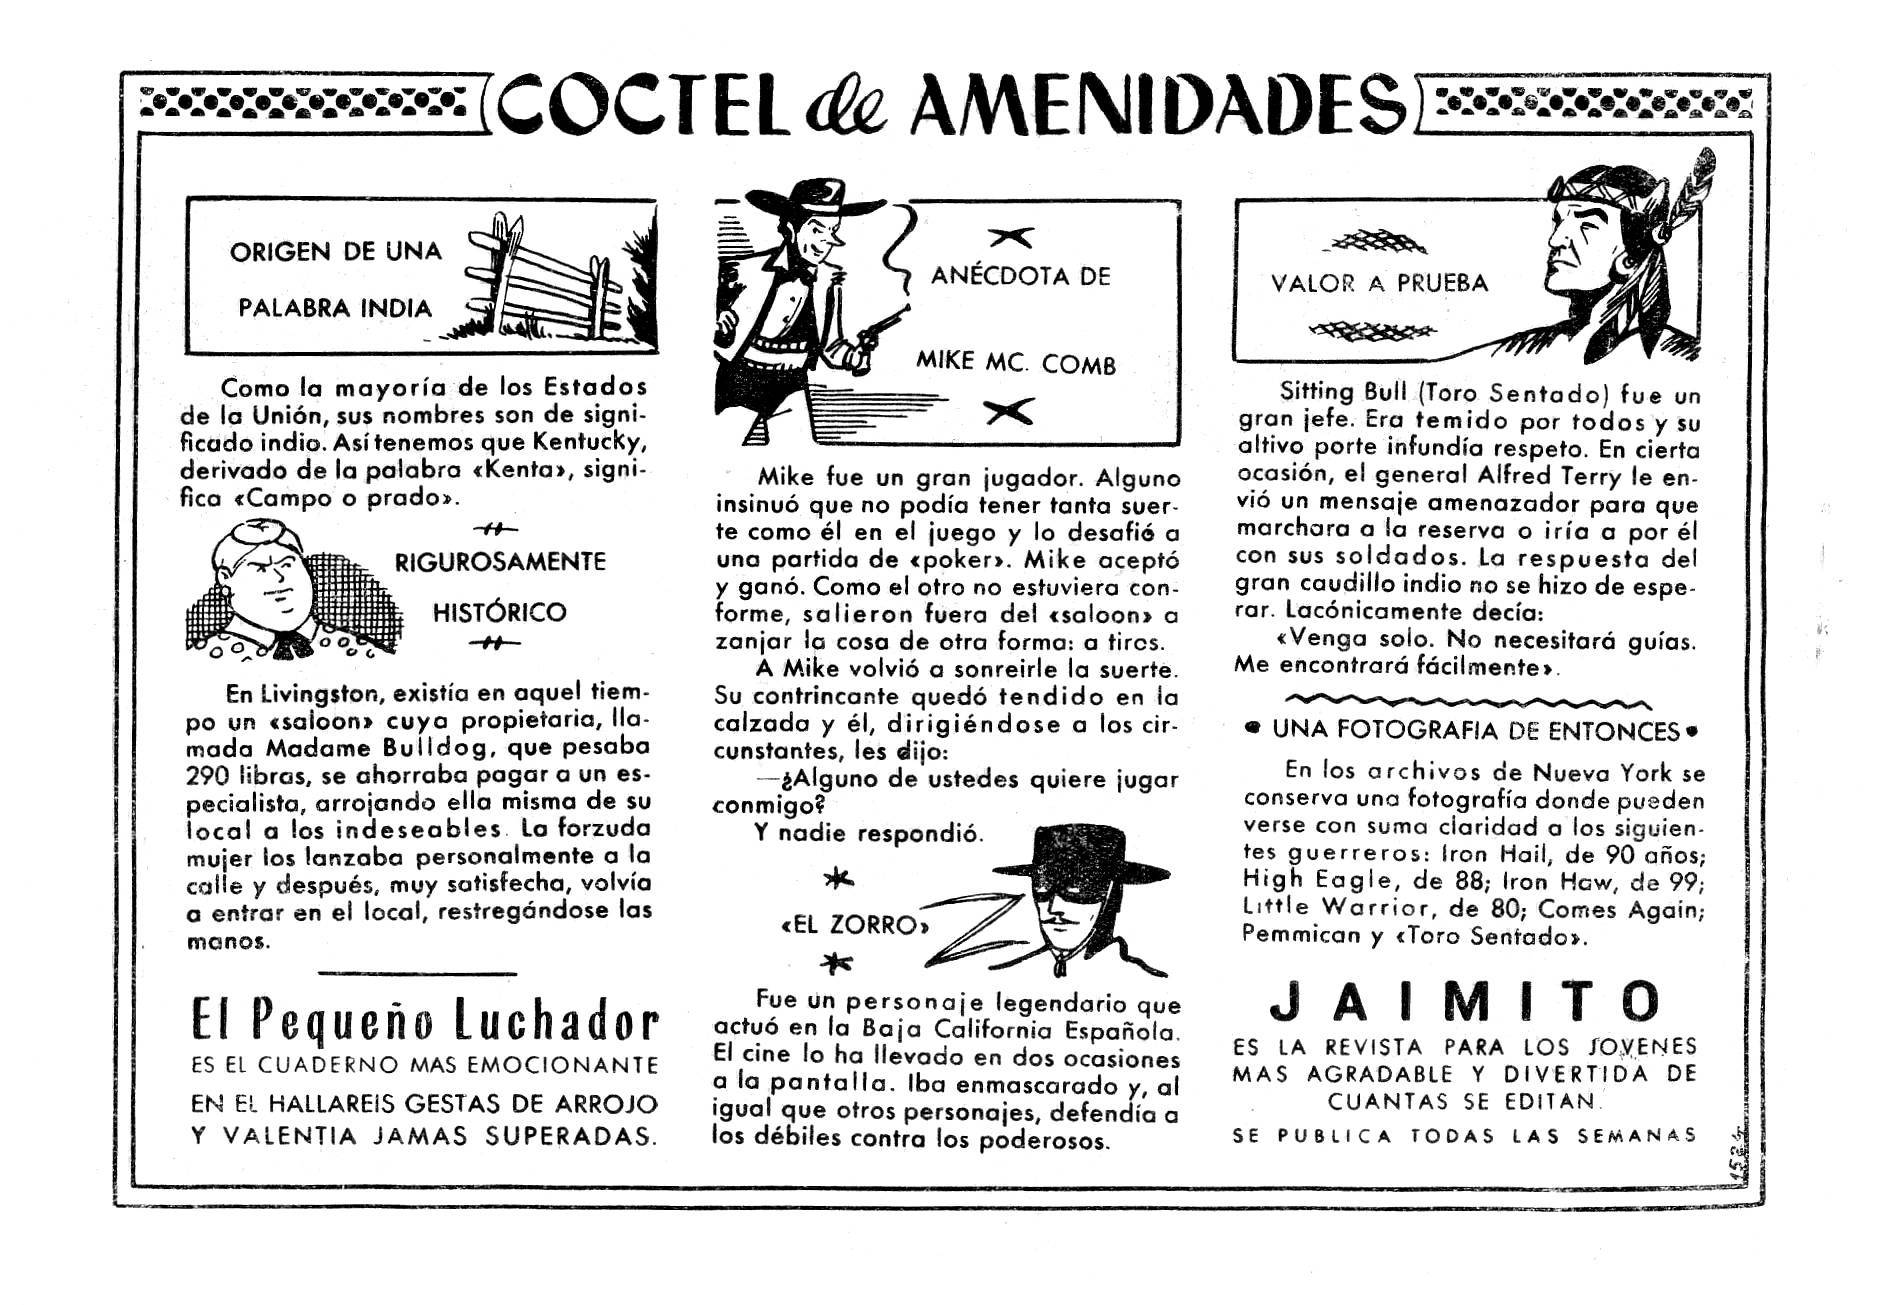 COCTEL de AMENIDADES
ORIGEN DE UNA
PALABRA INDIA
Como la mayoría de los Estados
de la Unión, sus nombres son de signi-
ficado indio. Así tenemos que Kentucky,
derivado de la palabra «Kenta», signi-
fica «Campo o prado».
RIGUROSAMENTE
HISTÓRICO
En Livingston, existía en aquel tiem-
po un «saloon» cuya propietaria, lla-
mada Madame Bulldog, que pesaba
290 libras, se ahorraba pagar a un es-
pecialista, arrojando ella misma de su
local a los indeseables. La forzuda
mujer los lanzaba personalmente a la
calle y después, muy satisfecha, volvía
a entrar en el local, restregándose las
manos.
El Pequeño Luchador
ES EL CUADERNO MAS EMOCIONANTE
EN EL HALLAREIS GESTAS DE ARROJO
Y VALENTIA JAMAS SUPERADAS.
ANÉCDOTA DE
MIKE MC. COMB
Mike fue un gran jugador. Alguno
insinuó que no podía tener tanta suer-
te como él en el juego y lo desafió a
una partida de «poker». Mike aceptó
y ganó. Como el otro no estuviera con-
forme, salieron fuera del «saloon» a
zanjar la cosa de otra forma: a tiros.
A Mike volvió a sonreirle la suerte.
Su contrincante quedó tendido en la
calzada y él, dirigiéndose a los cir-
cunstantes, les dijo:
—¿Alguno de ustedes quiere jugar
conmigo?
Y nadie respondió.
«EL ZORRO»
Z
Fue un personaje legendario que
actuó en la Baja California Española.
El cine lo ha llevado en dos ocasiones
a la pantalla. Iba enmascarado y, al
igual que otros personajes, defendía a
los débiles contra los poderosos.
VALOR A PRUEBA
Sitting Bull (Toro Sentado) fue un
gran jefe. Era temido por todos y su
altivo porte infundía respeto. En cierta
ocasión, el general Alfred Terry le en-
vió un mensaje amenazador para que
marchara a la reserva o iría a por él
con sus soldados. La respuesta del
gran caudillo indio no se hizo de espe-
rar. Lacónicamente decía:
«Venga solo. No necesitará guías.
Me encontrará fácilmente».
• UNA FOTOGRAFIA DE ENTONCES •
En los archivos de Nueva York se
conserva una fotografía donde pueden
verse con suma claridad a los siguien-
tes guerreros: Iron Hail, de 90 años;
High Eagle, de 88; Iron Haw, de 99;
Little Warrior, de 80; Comes Again;
Pemmican y «Toro Sentado».
JAIMITO
ES LA REVISTA PARA LOS JOVENES
MAS AGRADABLE Y DIVERTIDA DE
CUANTAS SE EDITAN.
SE PUBLICA TODAS LAS SEMANAS